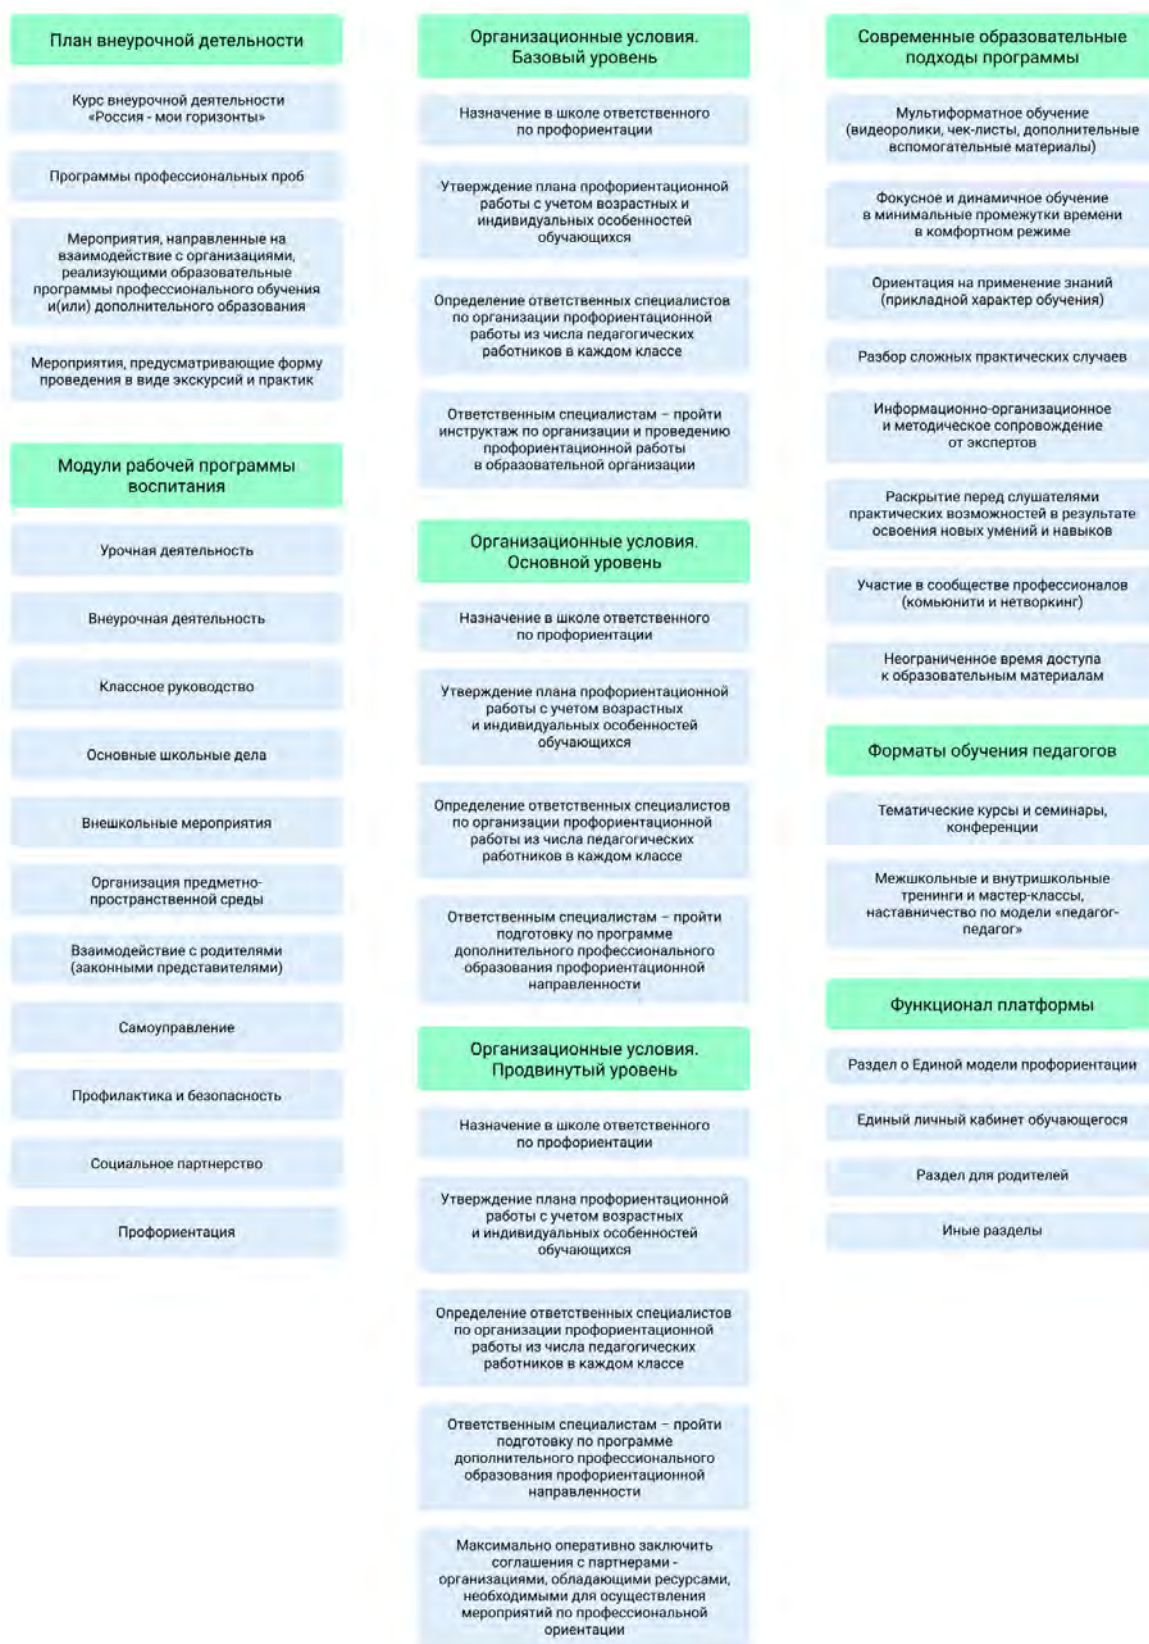 План внеурочной детельности
Курс внеурочной деятельности
«Россия - мои горизонты»
Программы профессиональных проб
Мероприятия, направленные на
взаимодействие с организациями,
реализующими образовательные
программы профессионального обучения
и(или) дополнительного образования
Мероприятия, предусматривающие форму
проведения в виде экскурсий и практик
Модули рабочей программы
воспитания
Урочная деятельность
Внеурочная деятельность
Классное руководство
Основные школьные дела
Внешкольные мероприятия
Организация предметно-
пространственной среды
Взаимодействие с родителями
(законными представителями)
Самоуправление
Профилактика и безопасность
Социальное партнерство
Профориентация
Организационные условия.
Базовый уровень
Назначение в школе ответственного
по профориентации
Утверждение плана профориентационной
работы с учетом возрастных и
индивидуальных особенностей
обучающихся
Определение ответственных специалистов
по организации профориентационной
работы из числа педагогических
работников в каждом классе
Ответственным специалистам – пройти
инструктаж по организации и проведению
профориентационной работы
в образовательной организации
Организационные условия.
Основной уровень
Назначение в школе ответственного
по профориентации
Утверждение плана профориентационной
работы с учетом возрастных
и индивидуальных особенностей
обучающихся
Определение ответственных специалистов
по организации профориентационной
работы из числа педагогических
работников в каждом классе
Ответственным специалистам – пройти
подготовку по программе
дополнительного профессионального
образования профориентационной
направленности
Организационные условия.
Продвинутый уровень
Назначение в школе ответственного
по профориентации
Утверждение плана профориентационной
работы с учетом возрастных
и индивидуальных особенностей
обучающихся
Определение ответственных специалистов
по организации профориентационной
работы из числа педагогических
работников в каждом классе
Ответственным специалистам – пройти
подготовку по программе
дополнительного профессионального
образования профориентационной
направленности
Максимально оперативно заключить
соглашения с партнерами -
организациями, обладающими ресурсами,
необходимыми для осуществления
мероприятий по профессиональной
ориентации
Современные образовательные
подходы программы
Мультиформатное обучение
(видеоролики, чек-листы, дополнительные
вспомогательные материалы)
Фокусное и динамичное обучение
в минимальные промежутки времени
в комфортном режиме
Ориентация на применение знаний
(прикладной характер обучения)
Разбор сложных практических случаев
Информационно-организационное
и методическое сопровождение
от экспертов
Раскрытие перед слушателями
практических возможностей в результате
освоения новых умений и навыков
Участие в сообществе профессионалов
(комьюнити и нетворкинг)
Неограниченное время доступа
к образовательным материалам
Форматы обучения педагогов
Тематические курсы и семинары,
конференции
Межшкольные и внутришкольные
тренинги и мастер-классы,
наставничество по модели «педагог-
педагог»
Функционал платформы
Раздел о Единой модели профориентации
Единый личный кабинет обучающегося
Раздел для родителей
Иные разделы